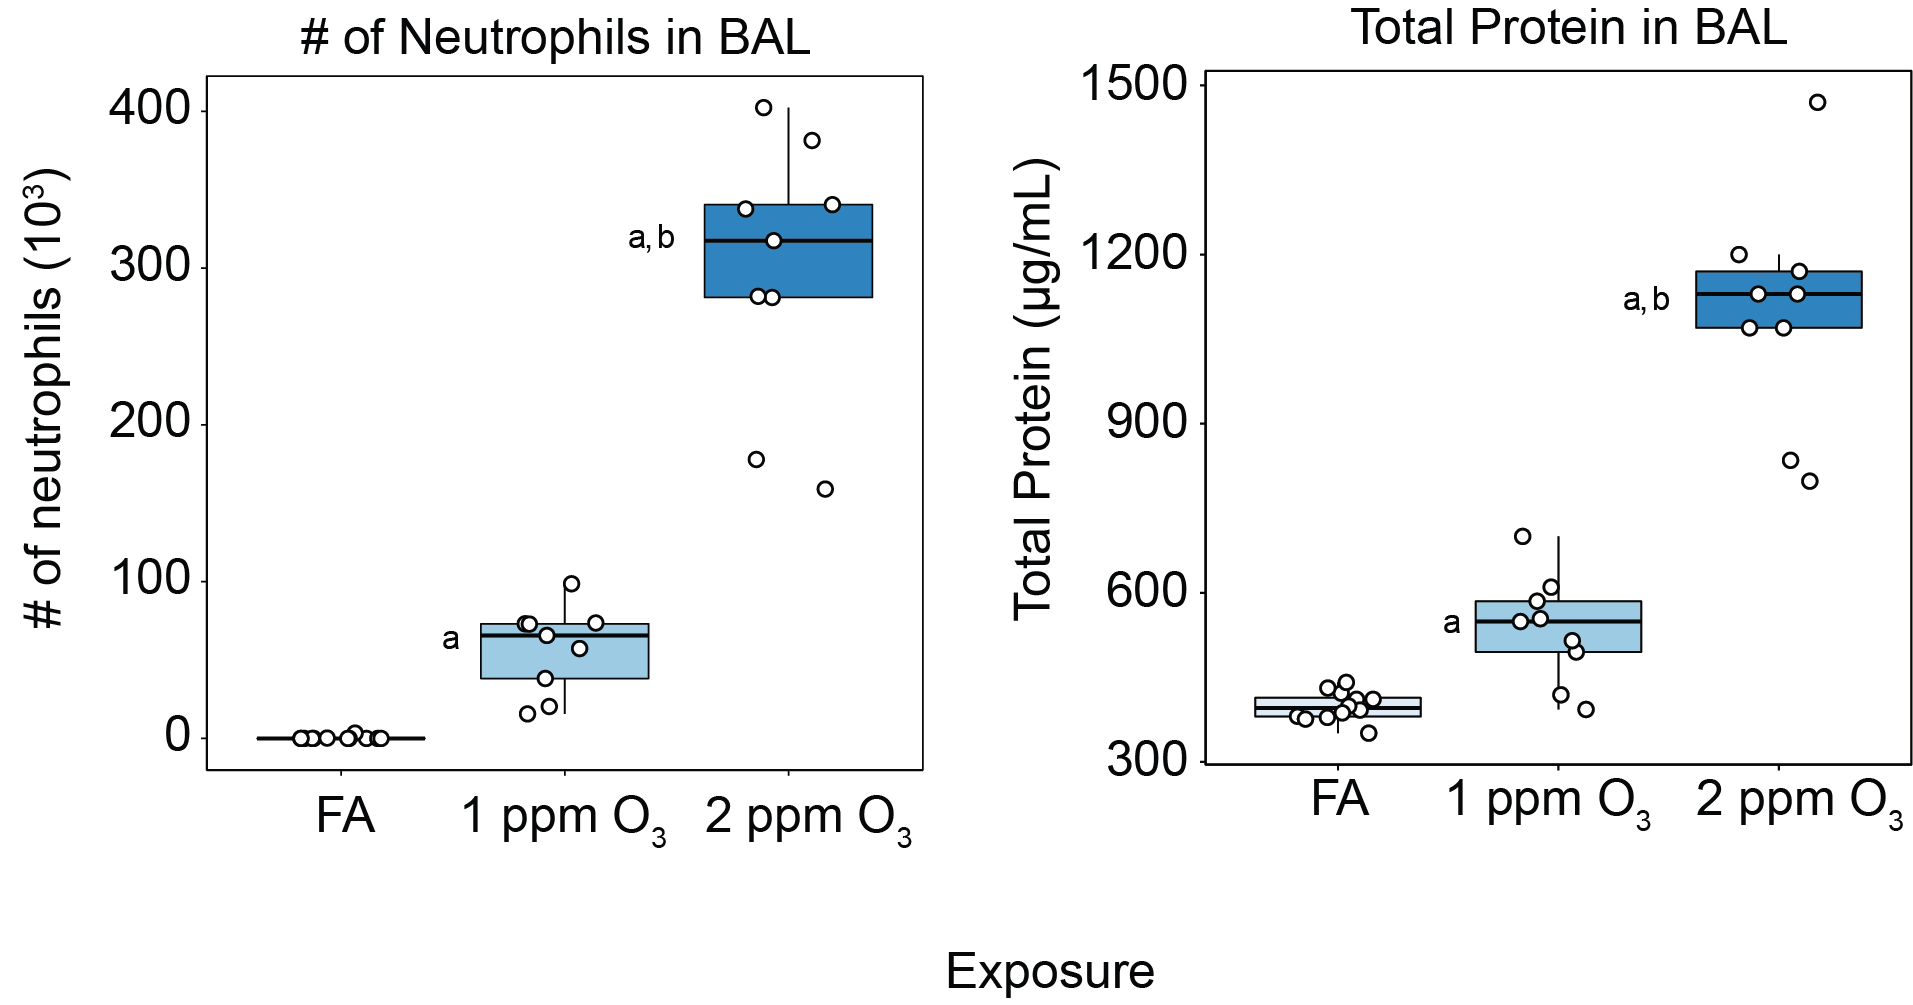 # of Neutrophils in BAL
# of neutrophils (10³)
400
300
200
100
0
a
a, b
FA
1 ppm O₃
2 ppm O₃
Total Protein in BAL
Total Protein (µg/mL)
1500
1200
900
600
300
a
a, b
FA
1 ppm O₃
2 ppm O₃
Exposure